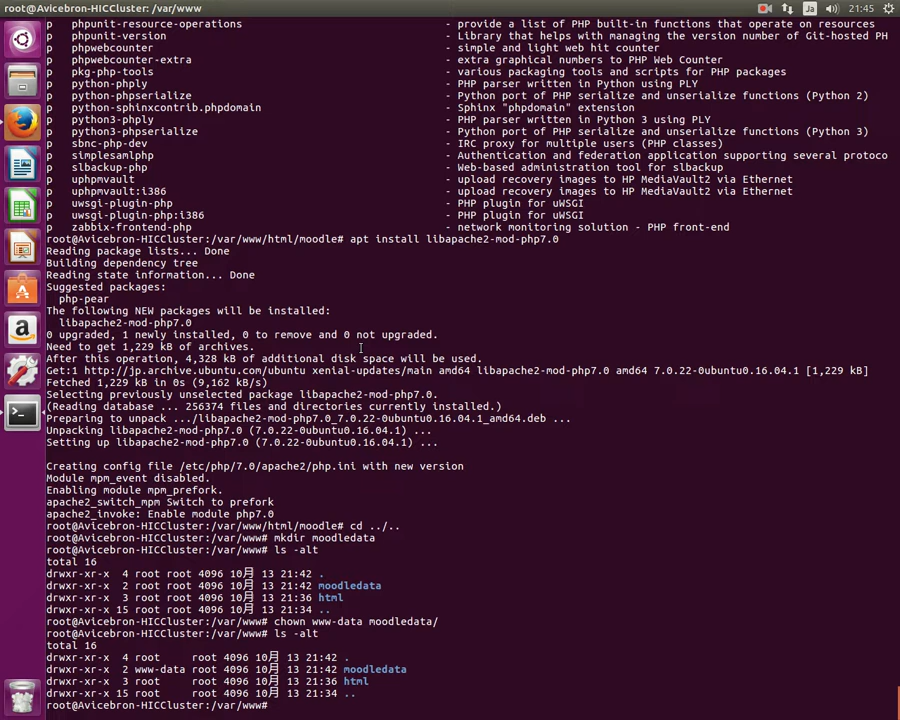 root@Avicebron-HICCluster: /var/www
Ja
21:45
p   phpunit-resource-operations                     - provide a list of PHP built-in functions that operate on resources
p   phpunit-version                                 - Library that helps with managing the version number of Git-hosted PH
p   phpwebcounter                                   - simple and light web hit counter
p   phpwebcounter-extra                             - extra graphical numbers to PHP Web Counter
p   pkg-php-tools                                   - various packaging tools and scripts for PHP packages
p   python-phply                                    - PHP parser written in Python using PLY
p   python-phpserialize                             - Python port of PHP serialize and unserialize functions (Python 2)
p   python-sphinxcontrib.phpdomain                  - Sphinx "phpdomain" extension
p   python3-phply                                   - PHP parser written in Python 3 using PLY
p   python3-phpserialize                            - Python port of PHP serialize and unserialize functions (Python 3)
p   sbnc-php-dev                                    - IRC proxy for multiple users (PHP classes)
p   simplesamlphp                                   - Authentication and federation application supporting several protoco
p   slbackup-php                                    - Web-based administration tool for slbackup
p   uphpmvault                                      - upload recovery images to HP MediaVault2 via Ethernet
p   uphpmvault:i386                                 - upload recovery images to HP MediaVault2 via Ethernet
p   uwsgi-plugin-php                                - PHP plugin for uWSGI
p   uwsgi-plugin-php:i386                           - PHP plugin for uWSGI
p   zabbix-frontend-php                             - network monitoring solution - PHP front-end
root@Avicebron-HICCluster:/var/www/html/moodle# apt install libapache2-mod-php7.0
Reading package lists... Done
Building dependency tree
Reading state information... Done
Suggested packages:
  php-pear
The following NEW packages will be installed:
  libapache2-mod-php7.0
0 upgraded, 1 newly installed, 0 to remove and 0 not upgraded.
Need to get 1,229 kB of archives.
After this operation, 4,328 kB of additional disk space will be used.
Get:1 http://jp.archive.ubuntu.com/ubuntu xenial-updates/main amd64 libapache2-mod-php7.0 amd64 7.0.22-0ubuntu0.16.04.1 [1,229 kB]
Fetched 1,229 kB in 0s (9,162 kB/s)
Selecting previously unselected package libapache2-mod-php7.0.
(Reading database ... 256374 files and directories currently installed.)
Preparing to unpack .../libapache2-mod-php7.0_7.0.22-0ubuntu0.16.04.1_amd64.deb ...
Unpacking libapache2-mod-php7.0 (7.0.22-0ubuntu0.16.04.1) ...
Setting up libapache2-mod-php7.0 (7.0.22-0ubuntu0.16.04.1) ...
Creating config file /etc/php/7.0/apache2/php.ini with new version
Module mpm_event disabled.
Enabling module mpm_prefork.
apache2_switch_mpm Switch to prefork
apache2_invoke: Enable module php7.0
root@Avicebron-HICCluster:/var/www/html/moodle# cd ../..
root@Avicebron-HICCluster:/var/www# mkdir moodledata
root@Avicebron-HICCluster:/var/www# ls -alt
total 16
drwxr-xr-x  4 root root 4096 10月 13 21:42 .
drwxr-xr-x  2 root root 4096 10月 13 21:42 moodledata
drwxr-xr-x  3 root root 4096 10月 13 21:36 html
drwxr-xr-x 15 root root 4096 10月 13 21:34 ..
root@Avicebron-HICCluster:/var/www# chown www-data moodledata/
root@Avicebron-HICCluster:/var/www# ls -alt
total 16
drwxr-xr-x  4 root     root 4096 10月 13 21:42 .
drwxr-xr-x  2 www-data root 4096 10月 13 21:42 moodledata
drwxr-xr-x  3 root     root 4096 10月 13 21:36 html
drwxr-xr-x 15 root     root 4096 10月 13 21:34 ..
root@Avicebron-HICCluster:/var/www#